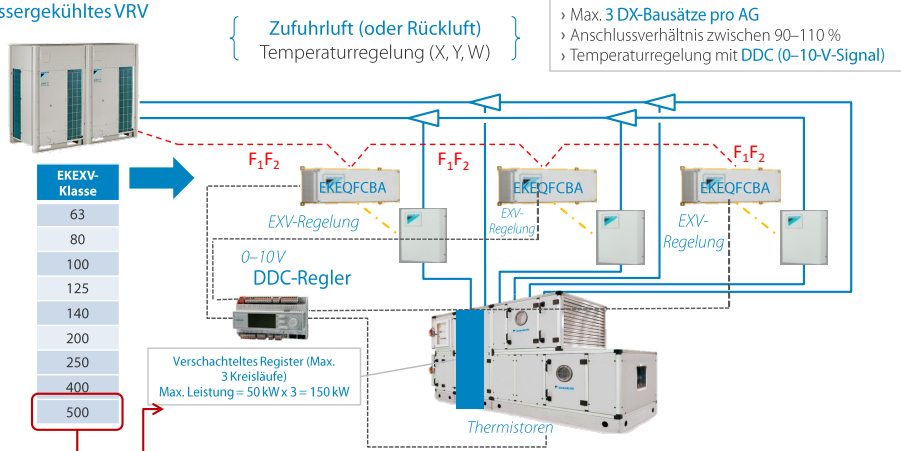 ssergekühltes VRV
Zufuhrluft (oder Rückluft)
Temperaturregelung (X, Y, W)
› Max. 3 DX-Bausätze pro AG
› Anschlussverhältnis zwischen 90–110 %
› Temperaturregelung mit DDC (0–10-V-Signal)
F₁F₂
F₁F₂
F₁F₂
EKEXV-
Klasse
63
80
100
125
140
200
250
400
500
EKEQFCBA
EKEQFCBA
EKEQFCBA
EXV-Regelung
EXV-
Regelung
EXV-
Regelung
0–10 V
DDC-Regler
Verschachteltes Register (Max.
3 Kreisläufe)
Max. Leistung = 50 kW x 3 = 150 kW
Thermistoren